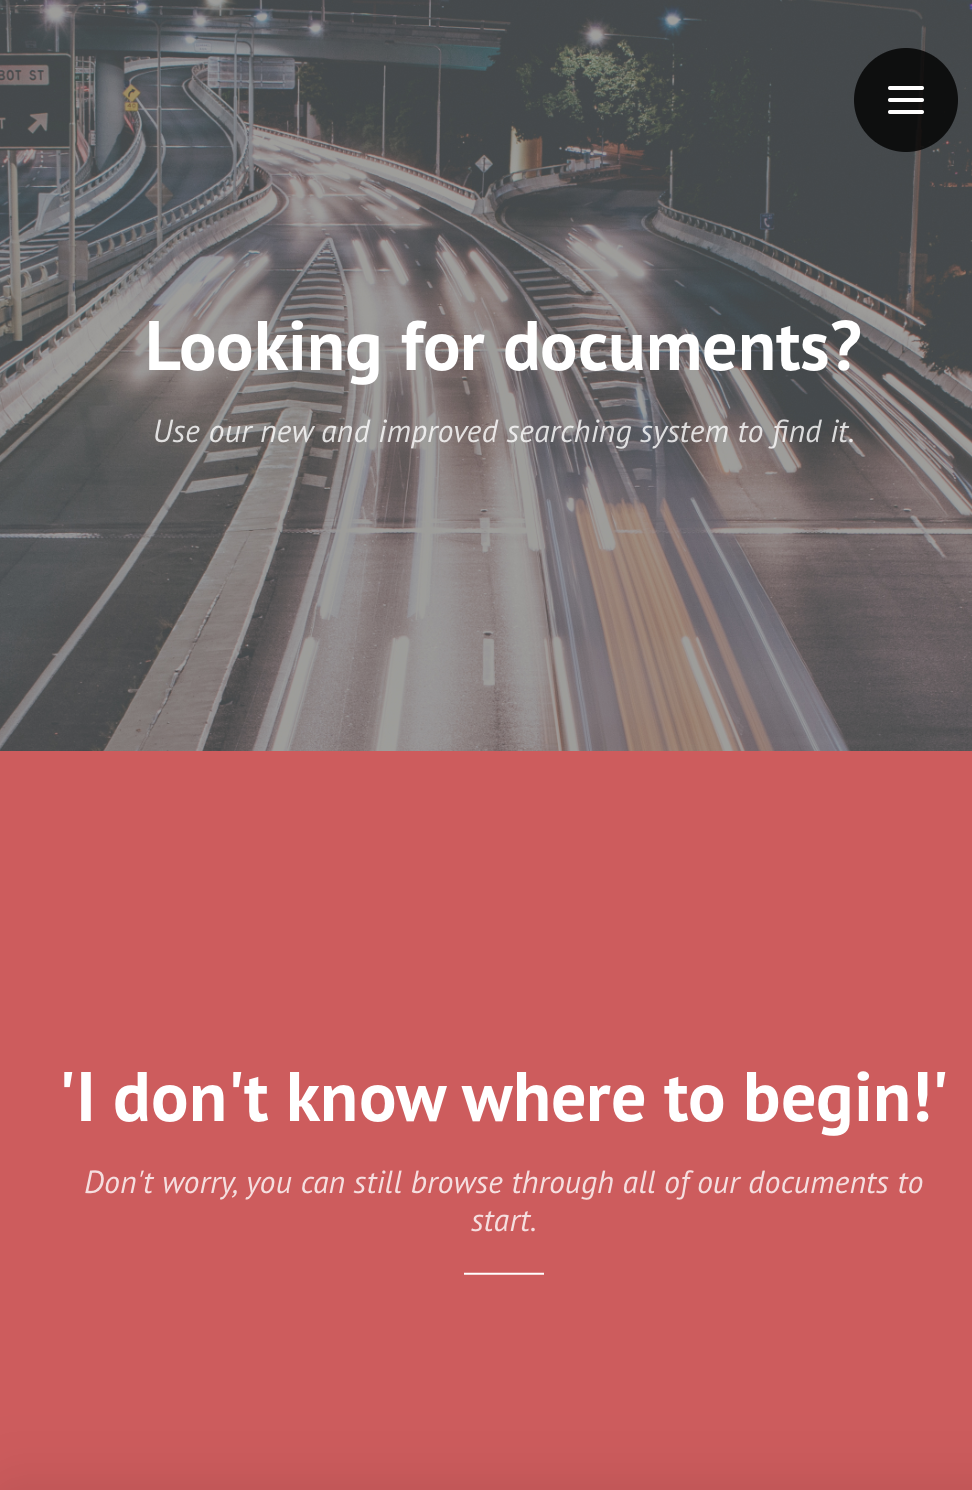 BOT ST
T
Looking for documents?
Use our new and improved searching system to find it.
'I don't know where to begin!'
Don't worry, you can still browse through all of our documents to
start.